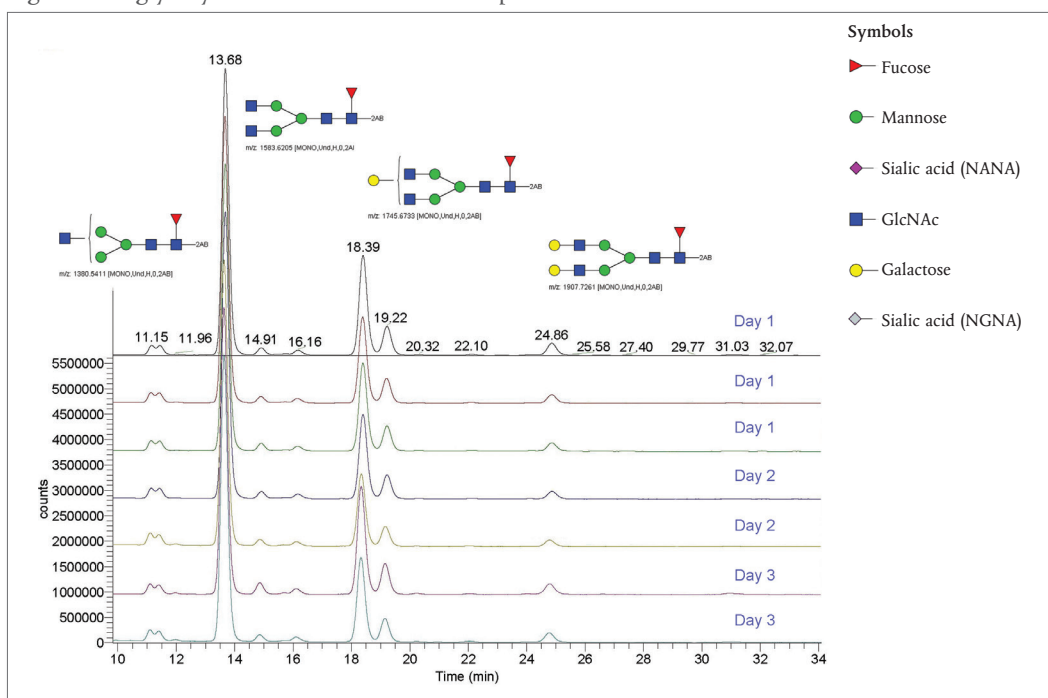 Symbols
Fucose
Mannose
Sialic acid (NANA)
GlcNAc
Galactose
Sialic acid (NGNA)
13.68
2AB
m/z: 1583.6205 [MONO,Und,H,0,2AI
2AB
m/z: 1745.6733 [MONO,Und,H,0,2AB]
2AB
m/z: 1380.5411 [MONO,Und,H,0,2AB]
18.39
2AB
m/z: 1907.7261 [MONO,Und,H,0,2AB]
19.22
11.15 11.96 14.91 16.16 20.32 22.10 24.86 25.58 27.40 29.77 31.03 32.07
Day 1
Day 1
Day 1
Day 2
Day 2
Day 3
Day 3
5500000
5000000
4500000
4000000
3500000
3000000
2500000
2000000
1500000
1000000
500000
0
counts
10 12 14 16 18 20 22 24 26 28 30 32 34
Time (min)